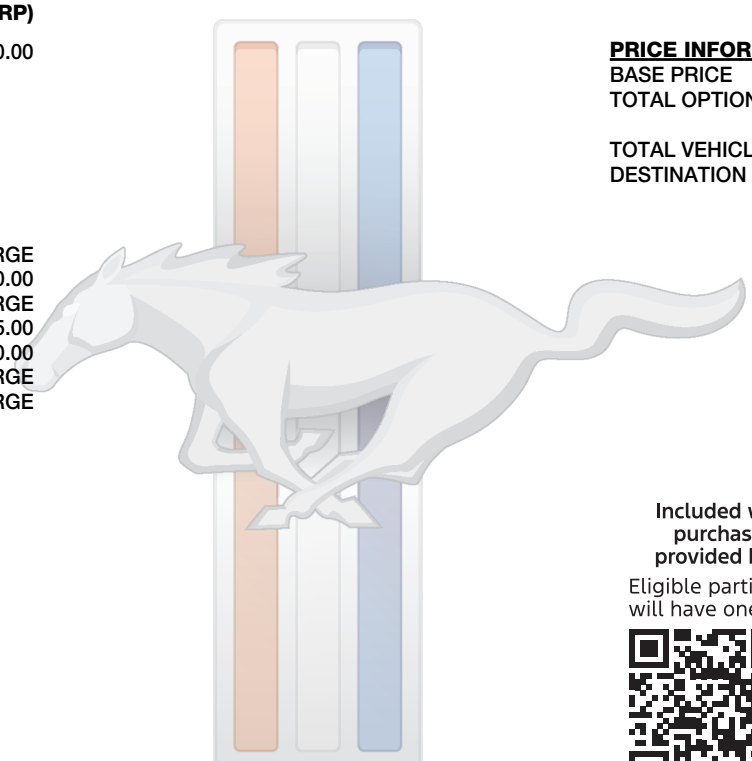 RP)
0.00
RGE
0.00
RGE
5.00
0.00
RGE
RGE
PRICE INFOR
BASE PRICE
TOTAL OPTION
TOTAL VEHICL
DESTINATION
Included
purchas
provided
Eligible parti
will have one